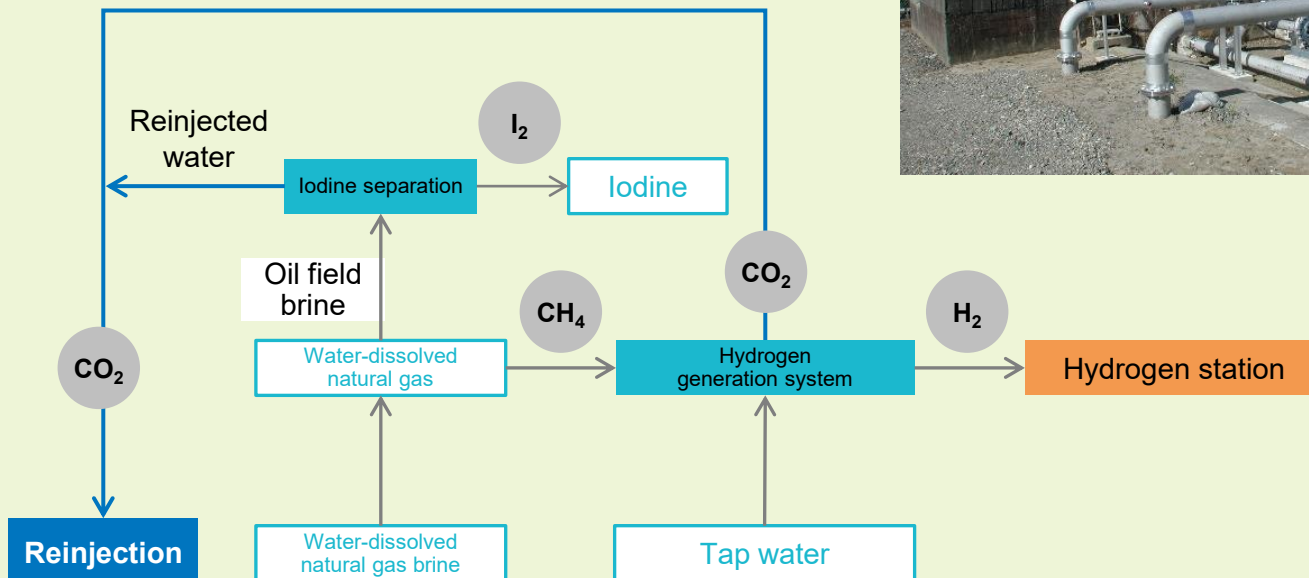 Reinjected
water
I₂
Iodine separation
Iodine
Oil field
brine
CH₄
CO₂
H₂
CO₂
Water-dissolved
natural gas
Hydrogen
generation system
Hydrogen station
Reinjection
Water-dissolved
natural gas brine
Tap water